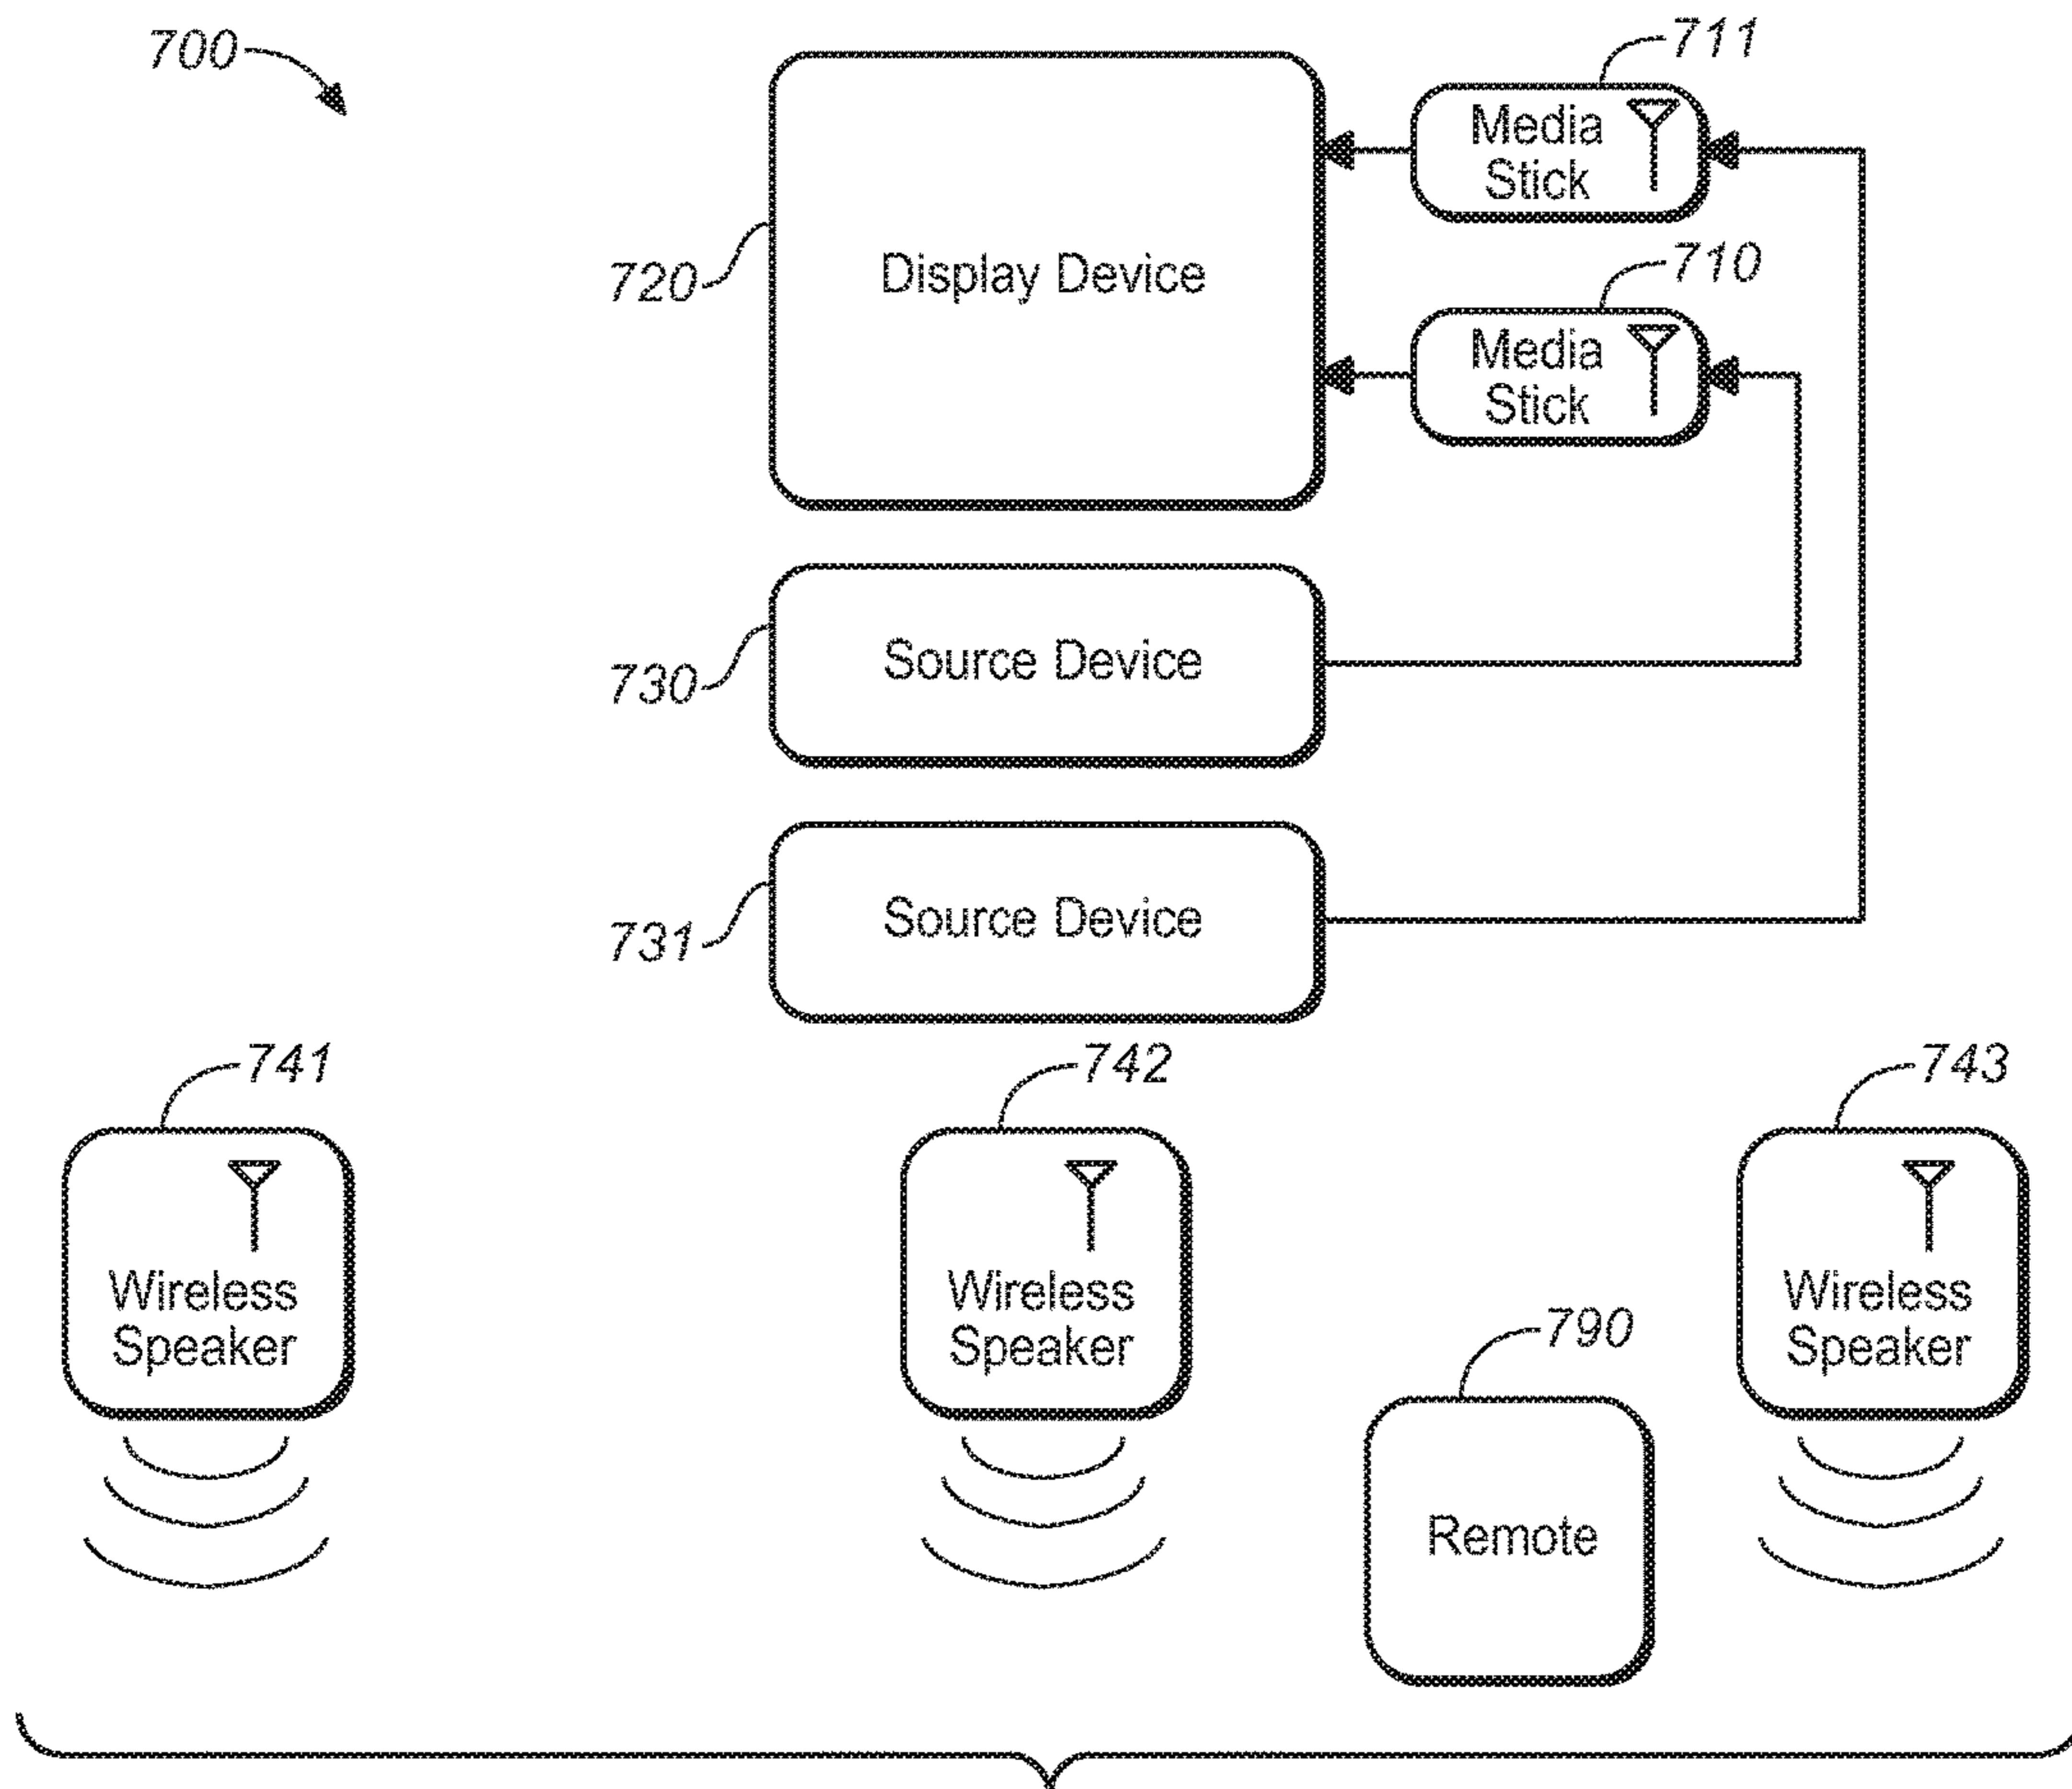 700
711
Media
Stick
720
Display Device
710
Media
Stick
730
Source Device
731
Source Device
741
742
743
Wireless
Speaker
Wireless
Speaker
Wireless
Speaker
790
Remote